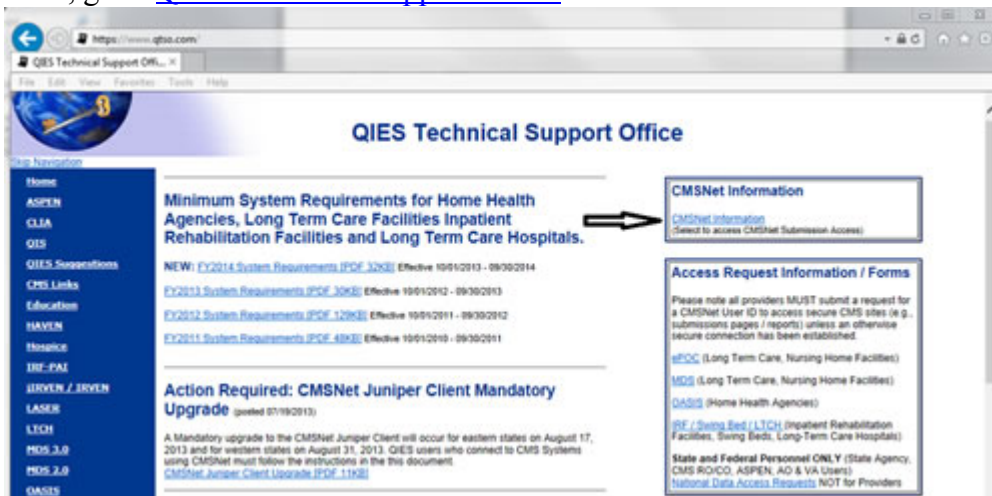 https://www.qtso.com/
QIES Technical Support Offi... ×
File Edit View Favorites Tools Help
QIES Technical Support Office
Skip Navigation
Home
ASPEN
CLIA
QIS
QIES Suggestions
CMS Links
Education
HAVEN
Hospice
IRF-PAI
jIRVEN / IRVEN
LASER
LTCH
MDS 3.0
MDS 2.0
OASIS
Minimum System Requirements for Home Health
Agencies, Long Term Care Facilities Inpatient
Rehabilitation Facilities and Long Term Care Hospitals.
NEW: FY2014 System Requirements [PDF 32KB] Effective 10/01/2013 - 09/30/2014
FY2013 System Requirements [PDF 30KB] Effective 10/01/2012 - 09/30/2013
FY2012 System Requirements [PDF 129KB] Effective 10/01/2011 - 09/30/2012
FY2011 System Requirements [PDF 48KB] Effective 10/01/2010 - 09/30/2011
Action Required: CMSNet Juniper Client Mandatory
Upgrade (posted 07/19/2013)
A Mandatory upgrade to the CMSNet Juniper Client will occur for eastern states on August 17,
2013 and for western states on August 31, 2013. QIES users who connect to CMS Systems
using CMSNet must follow the instructions in the this document.
CMSNet Juniper Client Upgrade [PDF 11KB]
CMSNet Information
CMSNet Information
(Select to access CMSNet Submission Access)
Access Request Information / Forms
Please note all providers MUST submit a request for
a CMSNet User ID to access secure CMS sites (e.g.,
submissions pages / reports) unless an otherwise
secure connection has been established.
ePOC (Long Term Care, Nursing Home Facilities)
MDS (Long Term Care, Nursing Home Facilities)
OASIS (Home Health Agencies)
IRF / Swing Bed / LTCH (Inpatient Rehabilitation
Facilities, Swing Beds, Long-Term Care Hospitals)
State and Federal Personnel ONLY (State Agency,
CMS RO/CO, ASPEN, AO & VA Users)
National Data Access Requests NOT for Providers